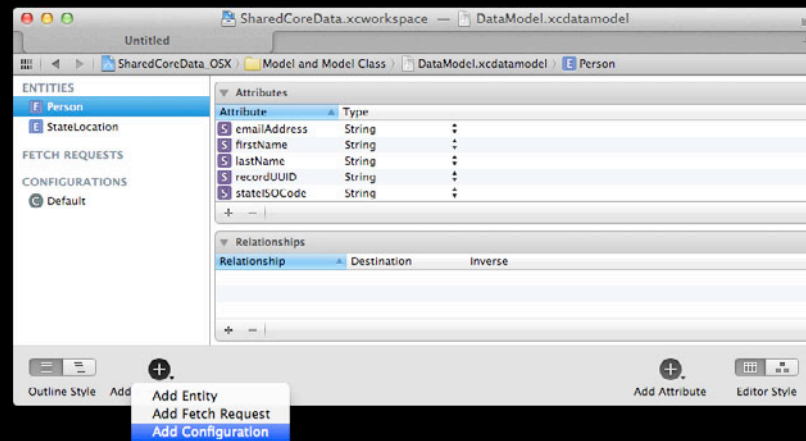 SharedCoreData.xcworkspace — DataModel.xcdatamodel
Untitled
SharedCoreData_OSX Model and Model Class DataModel.xcdatamodel E Person
ENTITIES
E Person
E StateLocation
FETCH REQUESTS
CONFIGURATIONS
C Default
Attributes
Attribute Type
S emailAddress String
S firstName String
S lastName String
S recordUUID String
S stateISOCode String
+ −
Relationships
Relationship Destination Inverse
+ −
Outline Style Add
Add Entity
Add Fetch Request
Add Configuration
Add Attribute Editor Style